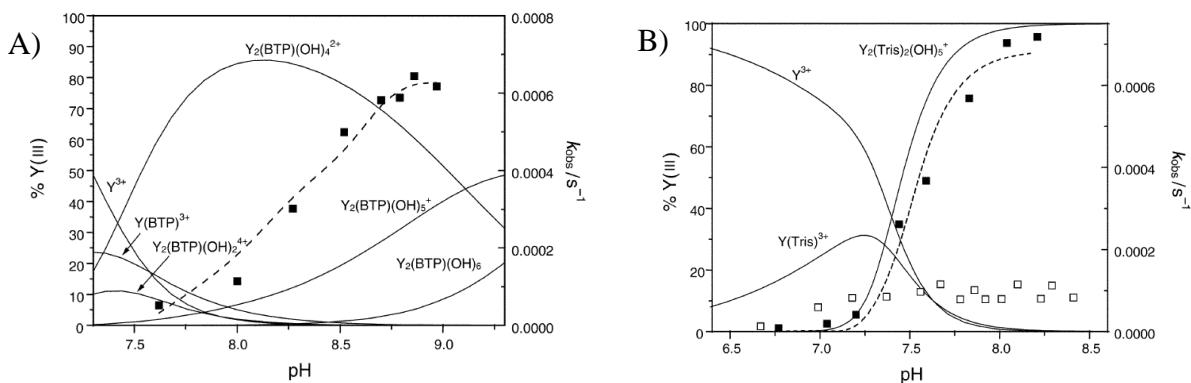 A)
100
90
80
70
60
50
40
30
20
10
0
% Y(III)
7.5 8.0 8.5 9.0
pH
0.0008
0.0006
0.0004
0.0002
0.0000
kobs/s⁻¹
Y₂(BTP)(OH)₄²⁺
Y³⁺
Y(BTP)³⁺
Y₂(BTP)(OH)₂⁴⁺
Y₂(BTP)(OH)₅⁺
Y₂(BTP)(OH)₆
B)
100
80
60
40
20
0
% Y(III)
6.5 7.0 7.5 8.0 8.5
pH
0.0006
0.0004
0.0002
0.0000
kobs/s⁻¹
Y₂(Tris)₂(OH)₅⁺
Y³⁺
Y(Tris)³⁺